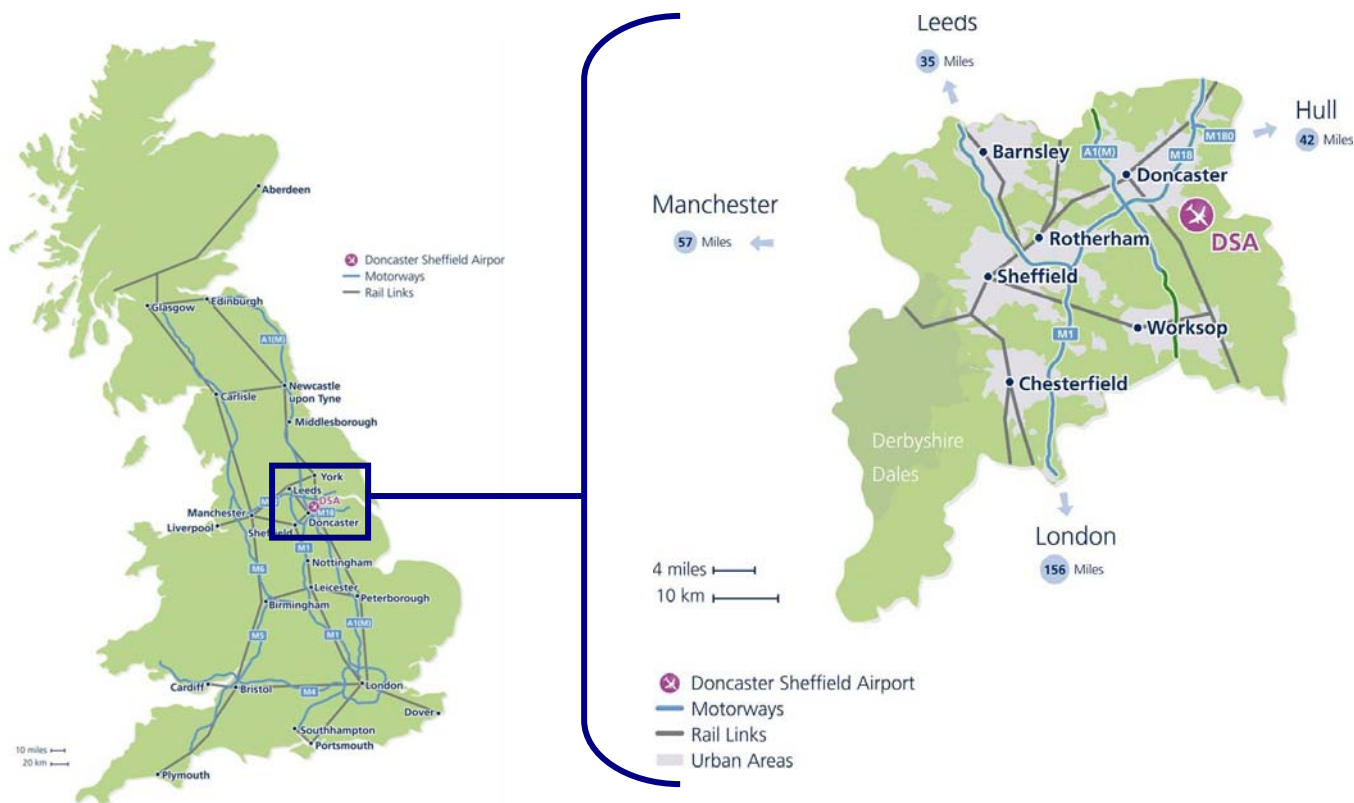 Aberdeen
Doncaster Sheffield Airpor
Motorways
Rail Links
Glasgow
Edinburgh
A1(M)
Newcastle
upon Tyne
Carlisle
Middlesborough
York
Leeds
DSA
Manchester
M18
Liverpool
Doncaster
Sheffield
M1
Nottingham
M6
Leicester
Peterborough
Birmingham
A1(M)
M5
M1
Cardiff
Bristol
M4
London
Dover
Southhampton
Portsmouth
10 miles
20 km
Plymouth
Leeds
35 Miles
Hull
42 Miles
M180
Barnsley
A1(M)
M18
Doncaster
Manchester
57 Miles
DSA
Rotherham
Sheffield
M1
Worksop
Chesterfield
Derbyshire
Dales
London
156 Miles
4 miles
10 km
Doncaster Sheffield Airport
Motorways
Rail Links
Urban Areas